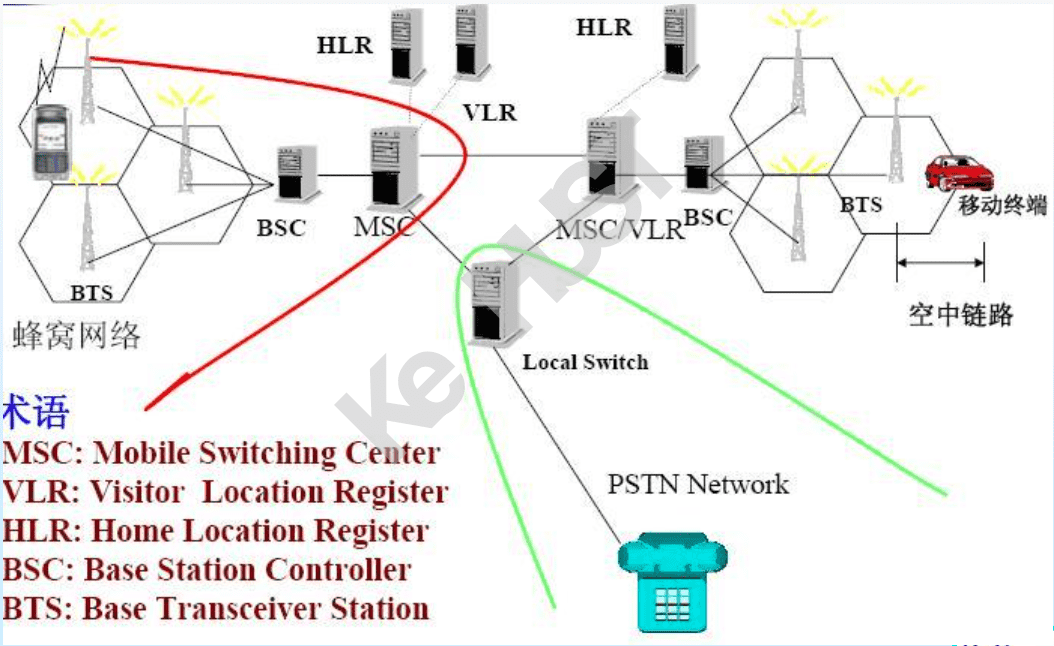 HLR
HLR
VLR
BSC
MSC
MSC/VLR
BSC
BTS
移动终端
BTS
空中链路
蜂窝网络
Local Switch
术语
MSC: Mobile Switching Center
VLR: Visitor Location Register
HLR: Home Location Register
BSC: Base Station Controller
BTS: Base Transceiver Station
PSTN Network